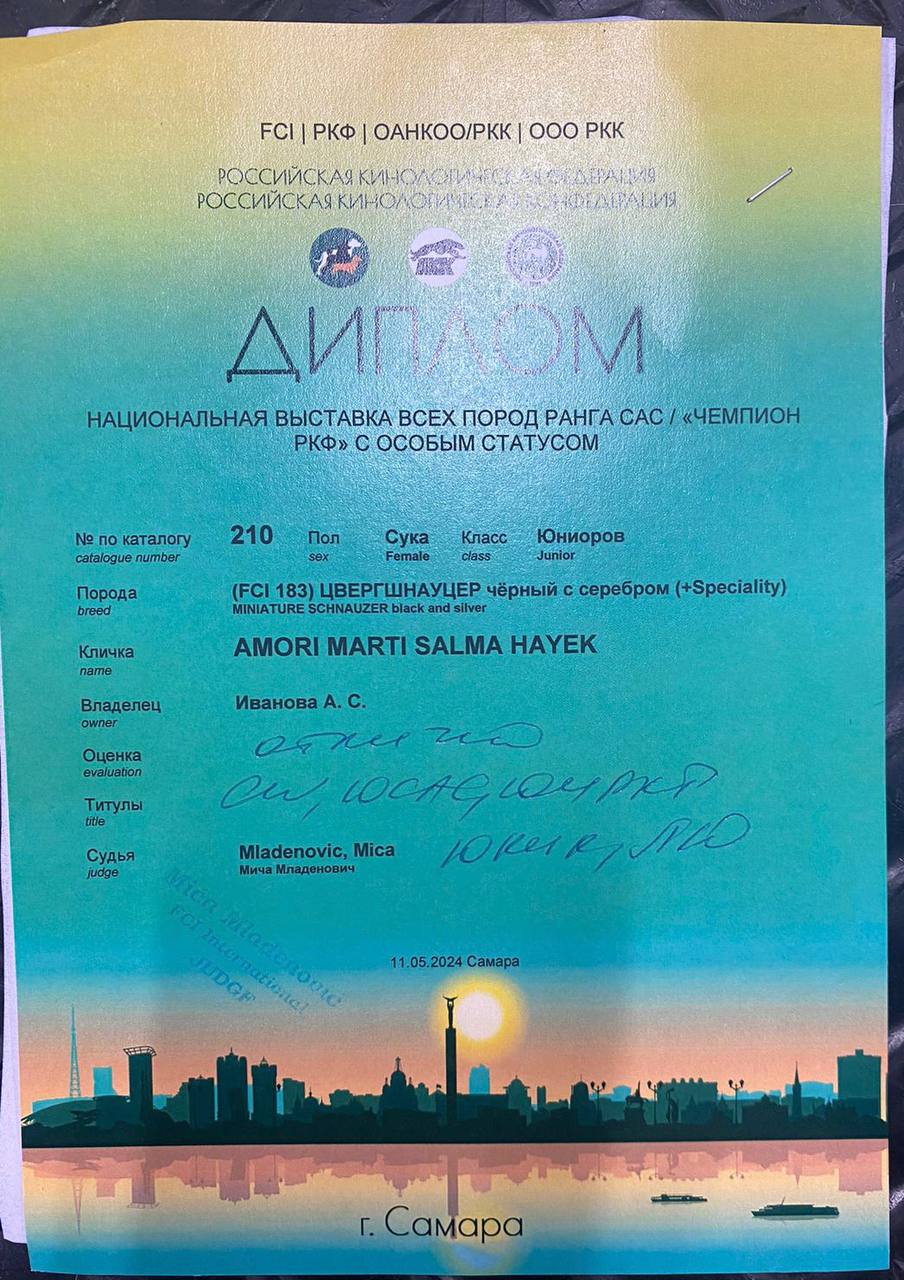 FCI | РКФ | ОАНКОО/РКК | ООО РКК
РОССИЙСКАЯ КИНОЛОГИЧЕСКАЯ ФЕДЕРАЦИЯ
РОССИЙСКАЯ КИНОЛОГИЧЕСКАЯ КОНФЕДЕРАЦИЯ
ДИПЛОМ
НАЦИОНАЛЬНАЯ ВЫСТАВКА ВСЕХ ПОРОД РАНГА САС / «ЧЕМПИОН
РКФ» С ОСОБЫМ СТАТУСОМ
№ по каталогу 210 Пол Сука Класс Юниоров
catalogue number sex Female class Junior
Порода (FCI 183) ЦВЕРГШНАУЦЕР чёрный с серебром (+Speciality)
breed MINIATURE SCHNAUZER black and silver
Кличка AMORI MARTI SALMA HAYEK
name
Владелец Иванова А. С.
owner
Оценка отлично
evaluation
Титулы CW, ЮСАС, ЮЧРКФ
title
ЮКЧК, ЛЮ
Судья Mladenovic, Mica
judge Мича Младенович
Mica Mladenovic
FCI International
JUDGE
11.05.2024 Самара
г. Самара